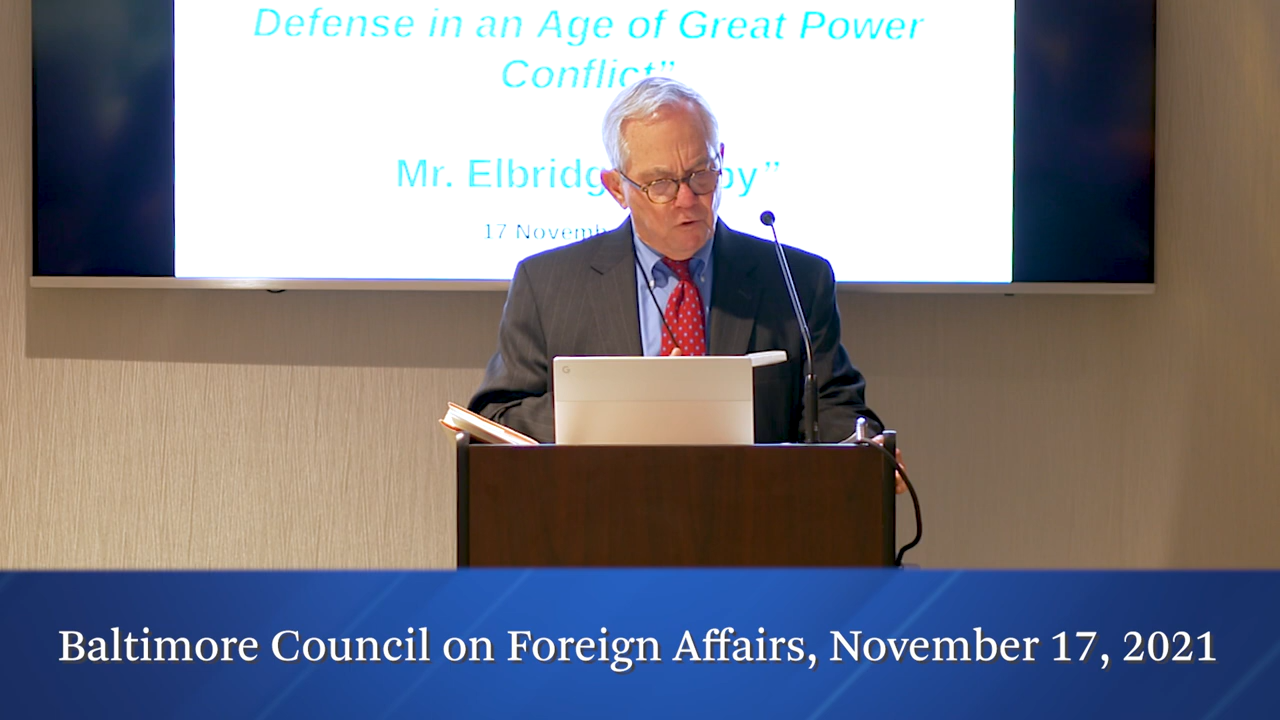 Defense in an Age of Great Power
Conflict”
Mr. Elbridg by”
17 Novemb
G
Baltimore Council on Foreign Affairs, November 17, 2021